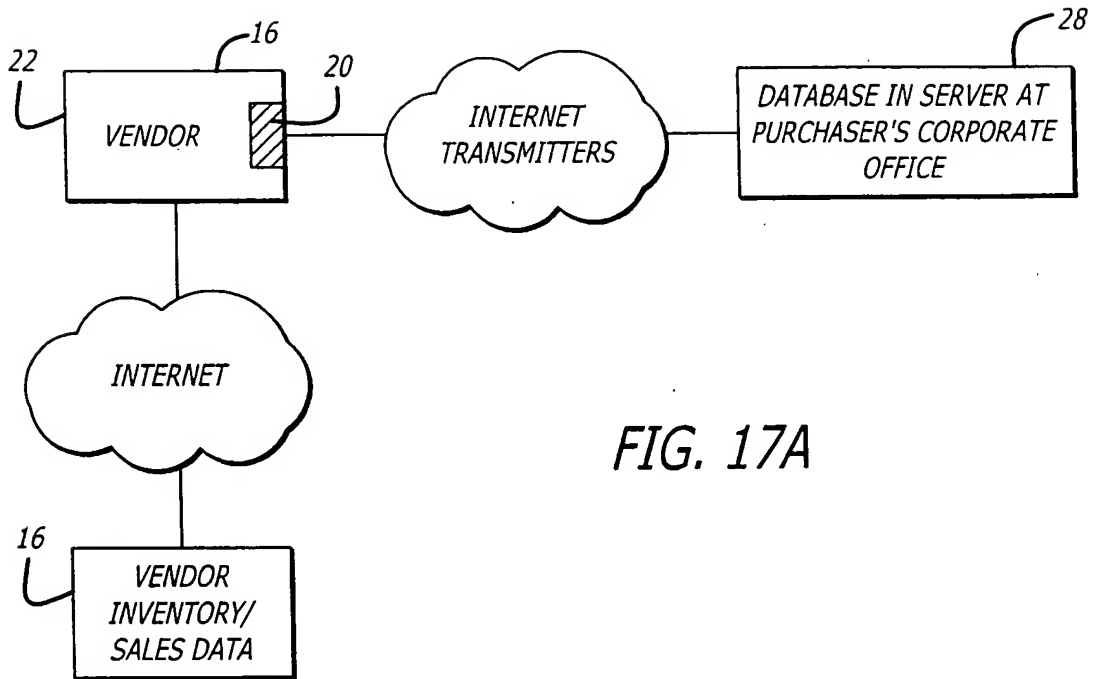 16
28
22
20
VENDOR
INTERNET
TRANSMITTERS
DATABASE IN SERVER AT
PURCHASER'S CORPORATE
OFFICE
INTERNET
FIG. 17A
16
VENDOR
INVENTORY/
SALES DATA